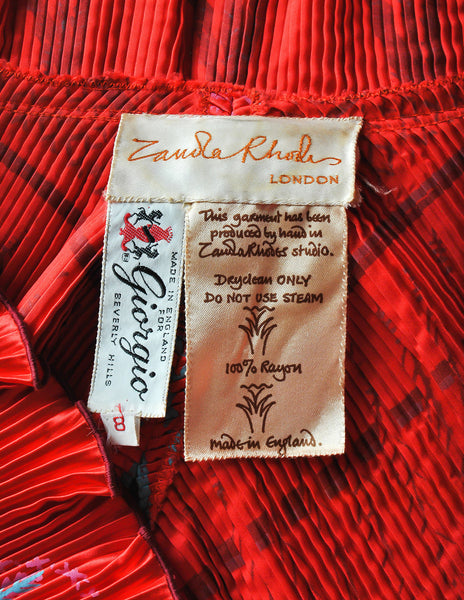 Zandra Rhodes
LONDON
This garment has been
produced by hand in
Zandra Rhodes studio.
Dryclean ONLY
DO NOT USE STEAM
100% Rayon
Made in England.
MADE IN ENGLAND
FOR
Giorgio
BEVERLY HILLS
8